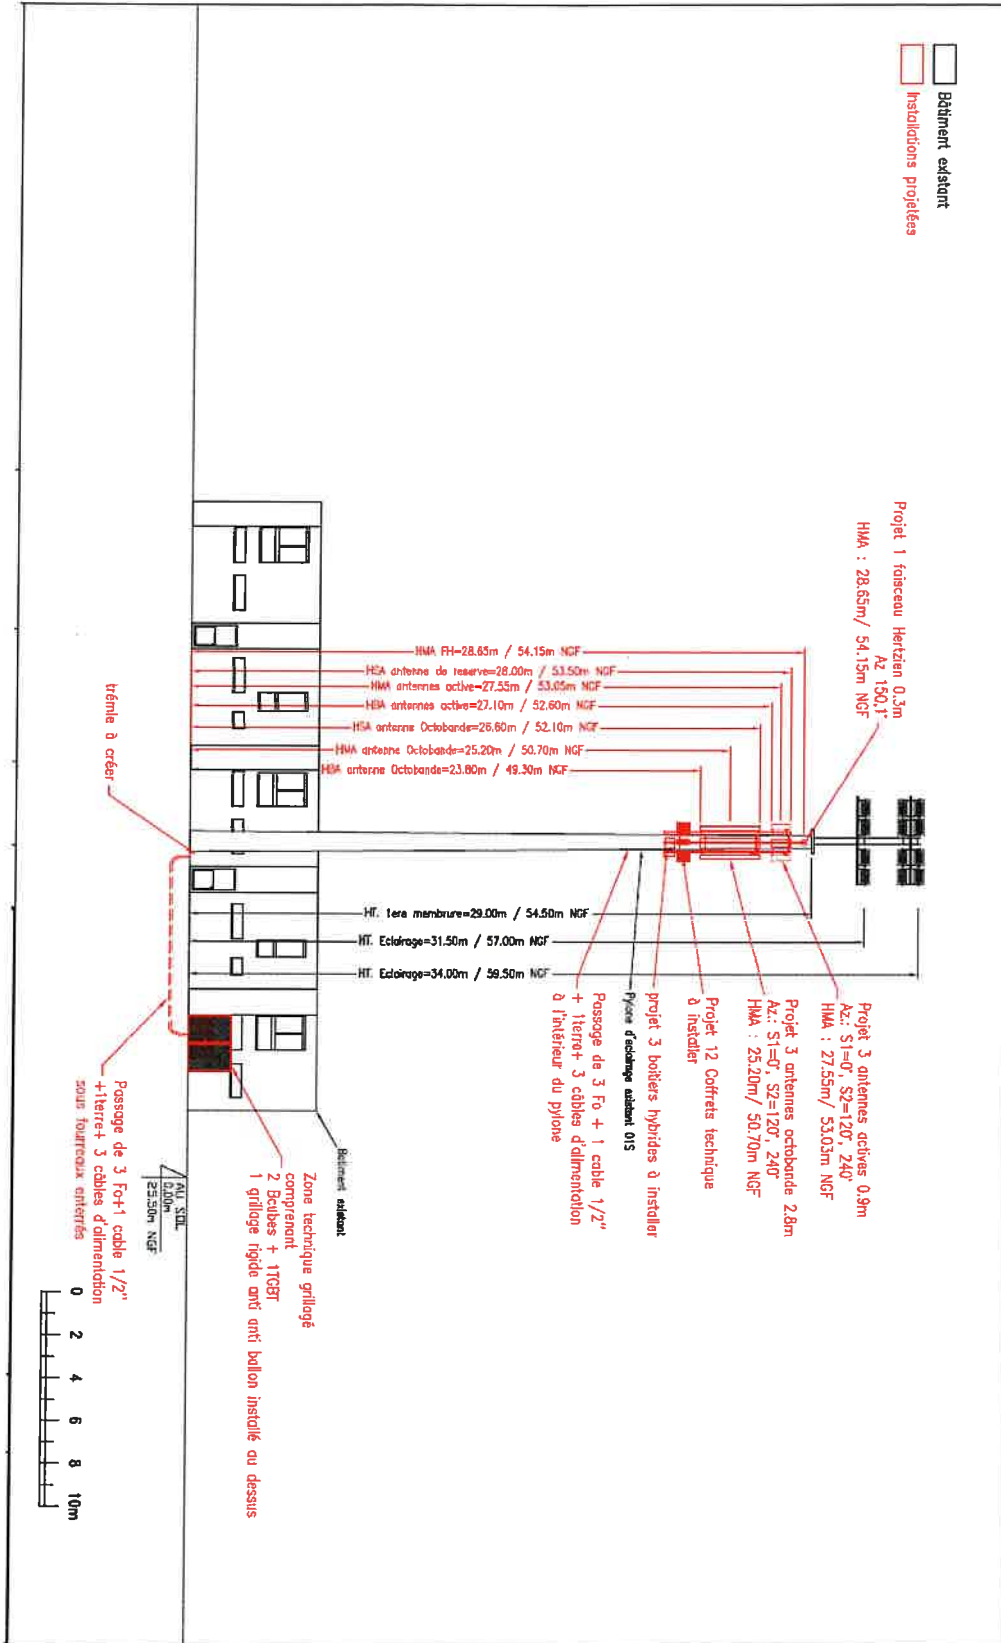 Bâtiment existant
Installations projetées
Projet 1 faisceau Hertzien 0.3m
Az 150,1°
HMA : 28.65m/ 54.15m NGF
HMA FH=28.65m / 54.15m NGF
HSA antenne de reserve=28.00m / 53.50m NGF
HMA antennes active=27.55m / 53.05m NGF
HBA antennes active=27.10m / 52.60m NGF
HSA antenne Octobande=26.60m / 52.10m NGF
HMA antenne Octobande=25.20m / 50.70m NGF
HBA antenne Octobande=23.80m / 49.30m NGF
HT. 1ere membrure=29.00m / 54.50m NGF
HT. Eclairage=31.50m / 57.00m NGF
HT. Eclairage=34.00m / 59.50m NGF
Projet 3 antennes actives 0.9m
Az.: S1=0°, S2=120°, 240°
HMA : 27.55m/ 53.03m NGF
Projet 3 antennes octobande 2.8m
Az.: S1=0°, S2=120°, 240°
HMA : 25.20m/ 50.70m NGF
Projet 12 Coffrets technique
à installer
projet 3 boitiers hybrides à installer
Pylone d'eclairage existant 01S
Passage de 3 Fo + 1 cable 1/2"
+ 1terre+ 3 câbles d'alimentation
à l'intérieur du pylone
trémie à créer
Bâtiment existant
Zone technique grillagé
comprenant
2 Bcubes + 1TGBT
1 grillage rigide anti anti ballon installé au dessus
AU SOL
0.00m
25.50m NGF
Passage de 3 Fo+1 cable 1/2"
+1terre+ 3 câbles d'alimentation
sous fourreaux enterrés
0 2 4 6 8 10m